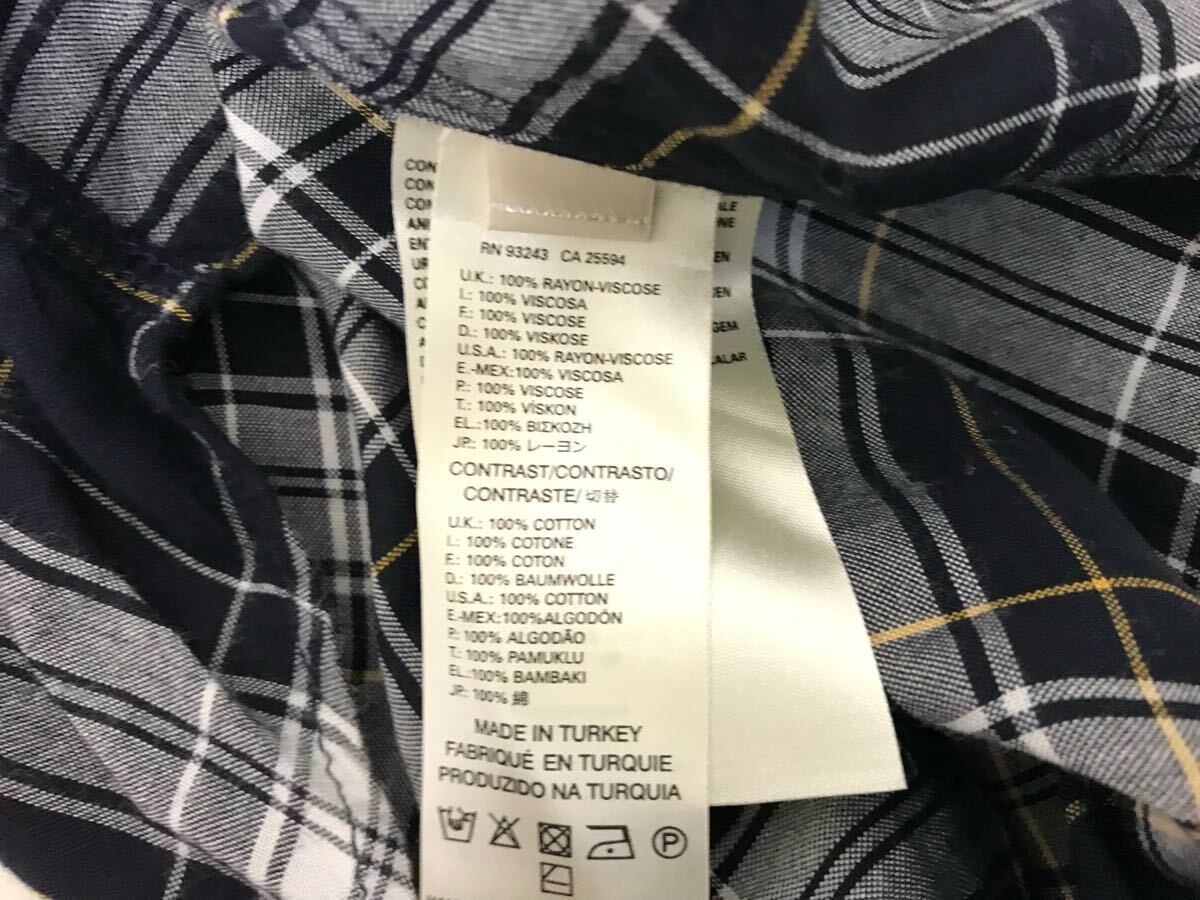 RN 93243 CA 25594
U.K.: 100% RAYON-VISCOSE
I.: 100% VISCOSA
F.: 100% VISCOSE
D.: 100% VISKOSE
U.S.A.: 100% RAYON-VISCOSE
E.-MEX:100% VISCOSA
P.: 100% VISCOSE
T.: 100% VİSKON
EL.:100% ΒΙΣΚΟΖΗ
JP.: 100% レーヨン
CONTRAST/CONTRASTO/
CONTRASTE/ 切替
U.K.: 100% COTTON
I.: 100% COTONE
F.: 100% COTON
D.: 100% BAUMWOLLE
U.S.A.: 100% COTTON
E.-MEX:100%ALGODÓN
P.: 100% ALGODÃO
T.: 100% PAMUKLU
EL.:100% BAMBAKI
JP.: 100% 綿
MADE IN TURKEY
FABRIQUÉ EN TURQUIE
PRODUZIDO NA TURQUIA
P